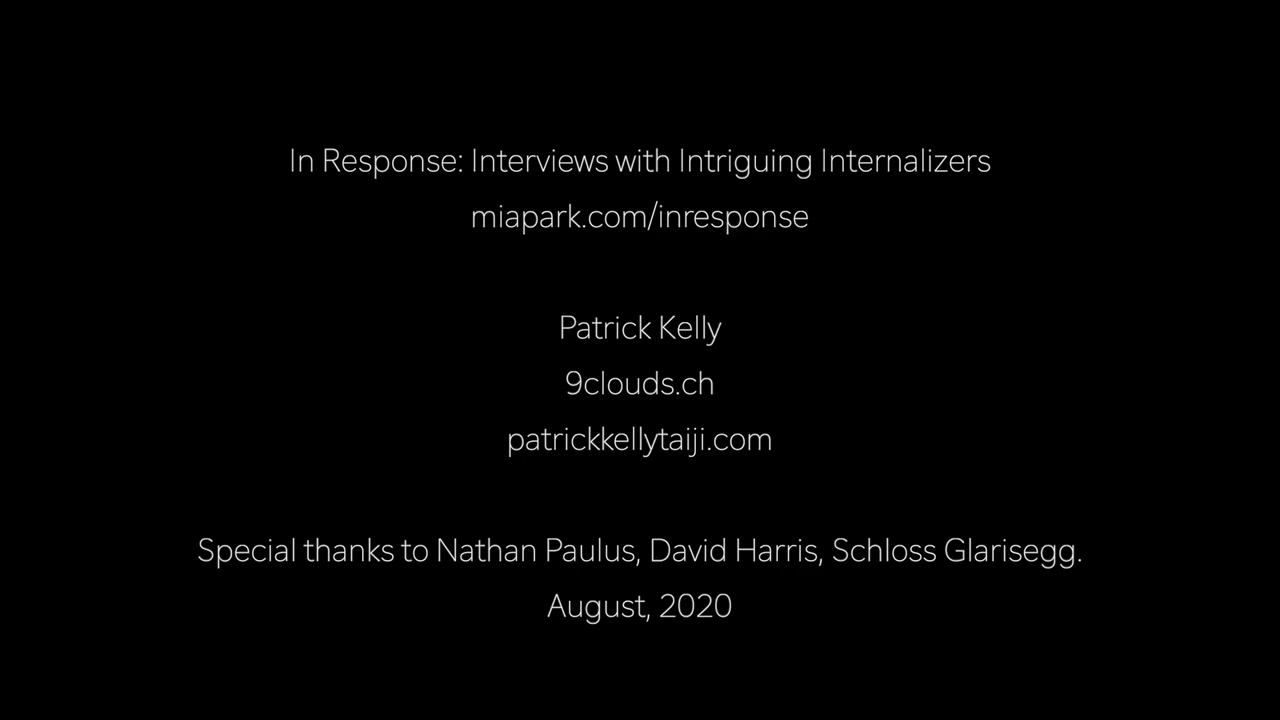 In Response: Interviews with Intriguing Internalizers
miapark.com/inresponse
Patrick Kelly
9clouds.ch
patrickkellytaiji.com
Special thanks to Nathan Paulus, David Harris, Schloss Glarisegg.
August, 2020